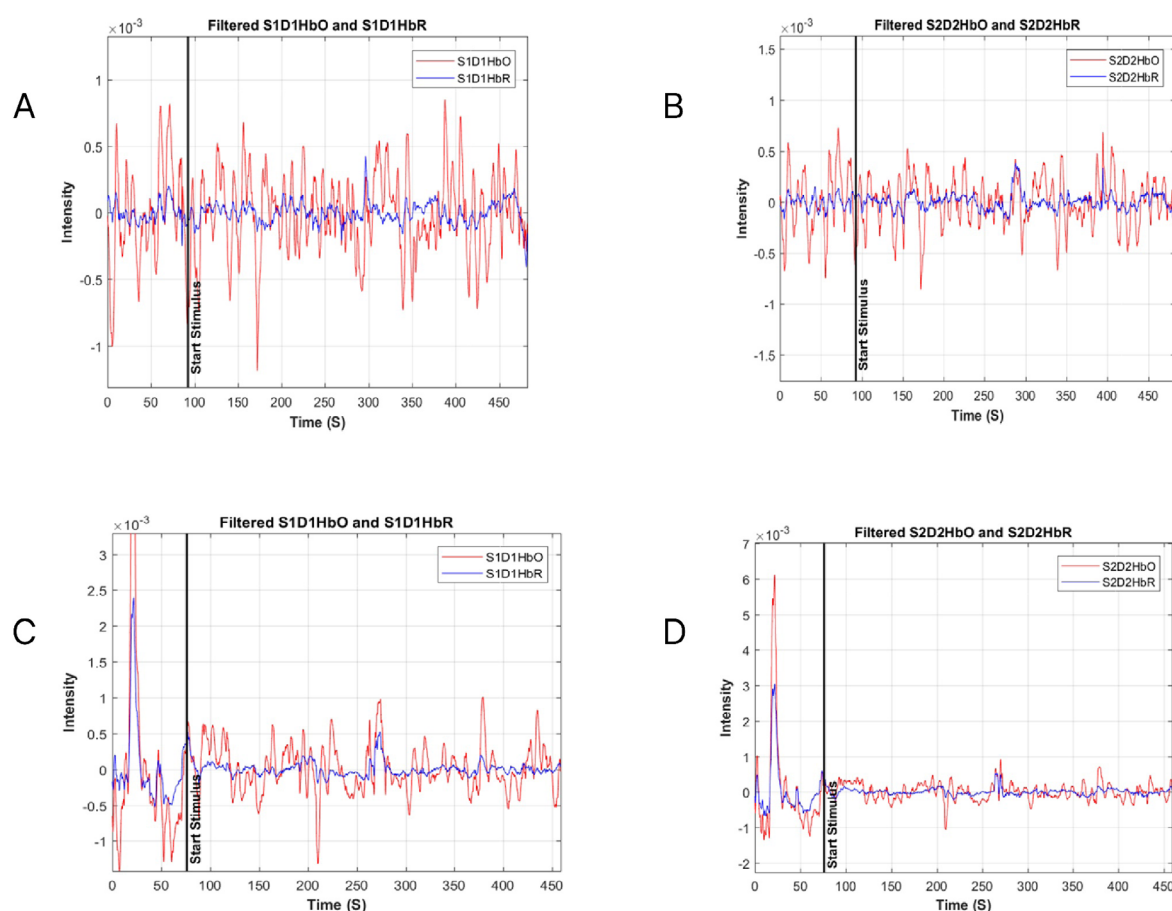 Filtered S1D1HbO and S1D1HbR
×10⁻³
S1D1HbO
S1D1HbR
A
Intensity
1
0.5
0
-0.5
-1
Start Stimulus
0 50 100 150 200 250 300 350 400 450
Time (S)
Filtered S2D2HbO and S2D2HbR
×10⁻³
S2D2HbO
S2D2HbR
B
Intensity
1.5
1
0.5
0
-0.5
-1
-1.5
Start Stimulus
0 50 100 150 200 250 300 350 400 450
Time (S)
Filtered S1D1HbO and S1D1HbR
×10⁻³
S1D1HbO
S1D1HbR
C
Intensity
3
2.5
2
1.5
1
0.5
0
-0.5
-1
Start Stimulus
0 50 100 150 200 250 300 350 400 450
Time (S)
Filtered S2D2HbO and S2D2HbR
×10⁻³
S2D2HbO
S2D2HbR
D
Intensity
7
6
5
4
3
2
1
0
-1
-2
Start Stimulus
0 50 100 150 200 250 300 350 400 450
Time (S)